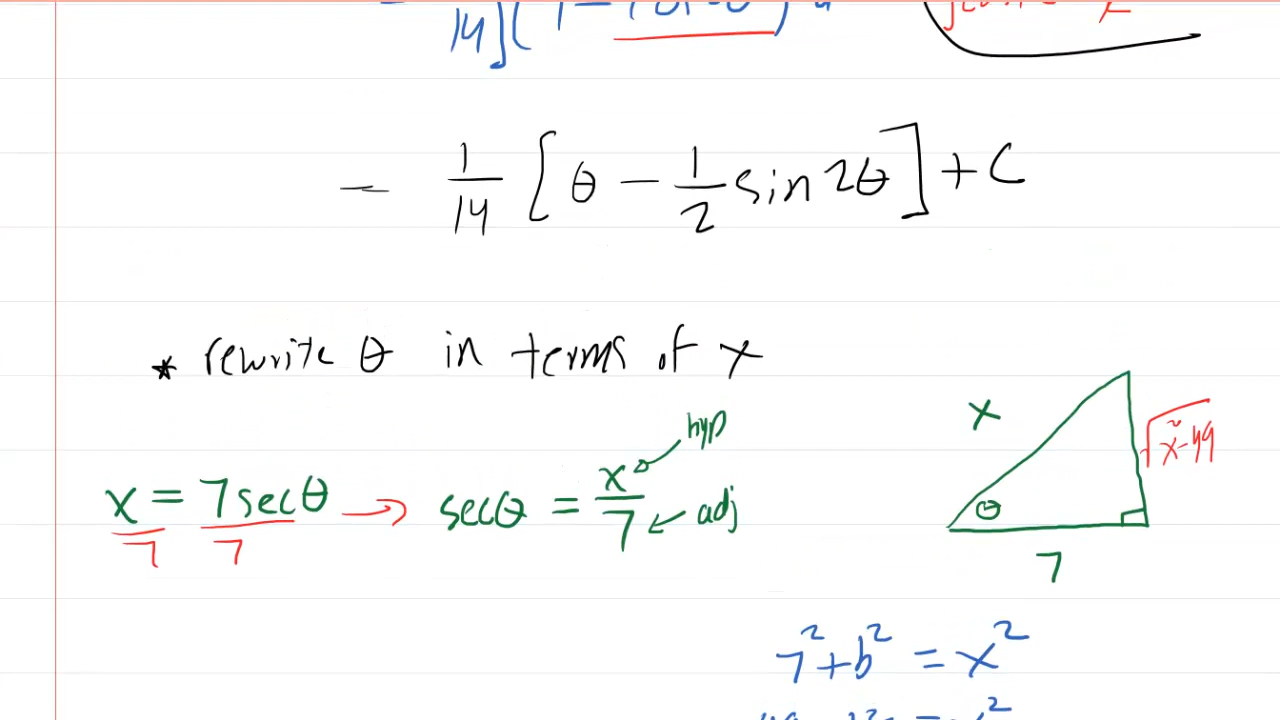 = 1/14 [θ - 1/2 sin 2θ] + C
* rewrite θ in terms of x
hyp
x = 7secθ → secθ = x/7 ← adj
7 7
x
√x²-49
θ
7
7² + b² = x²